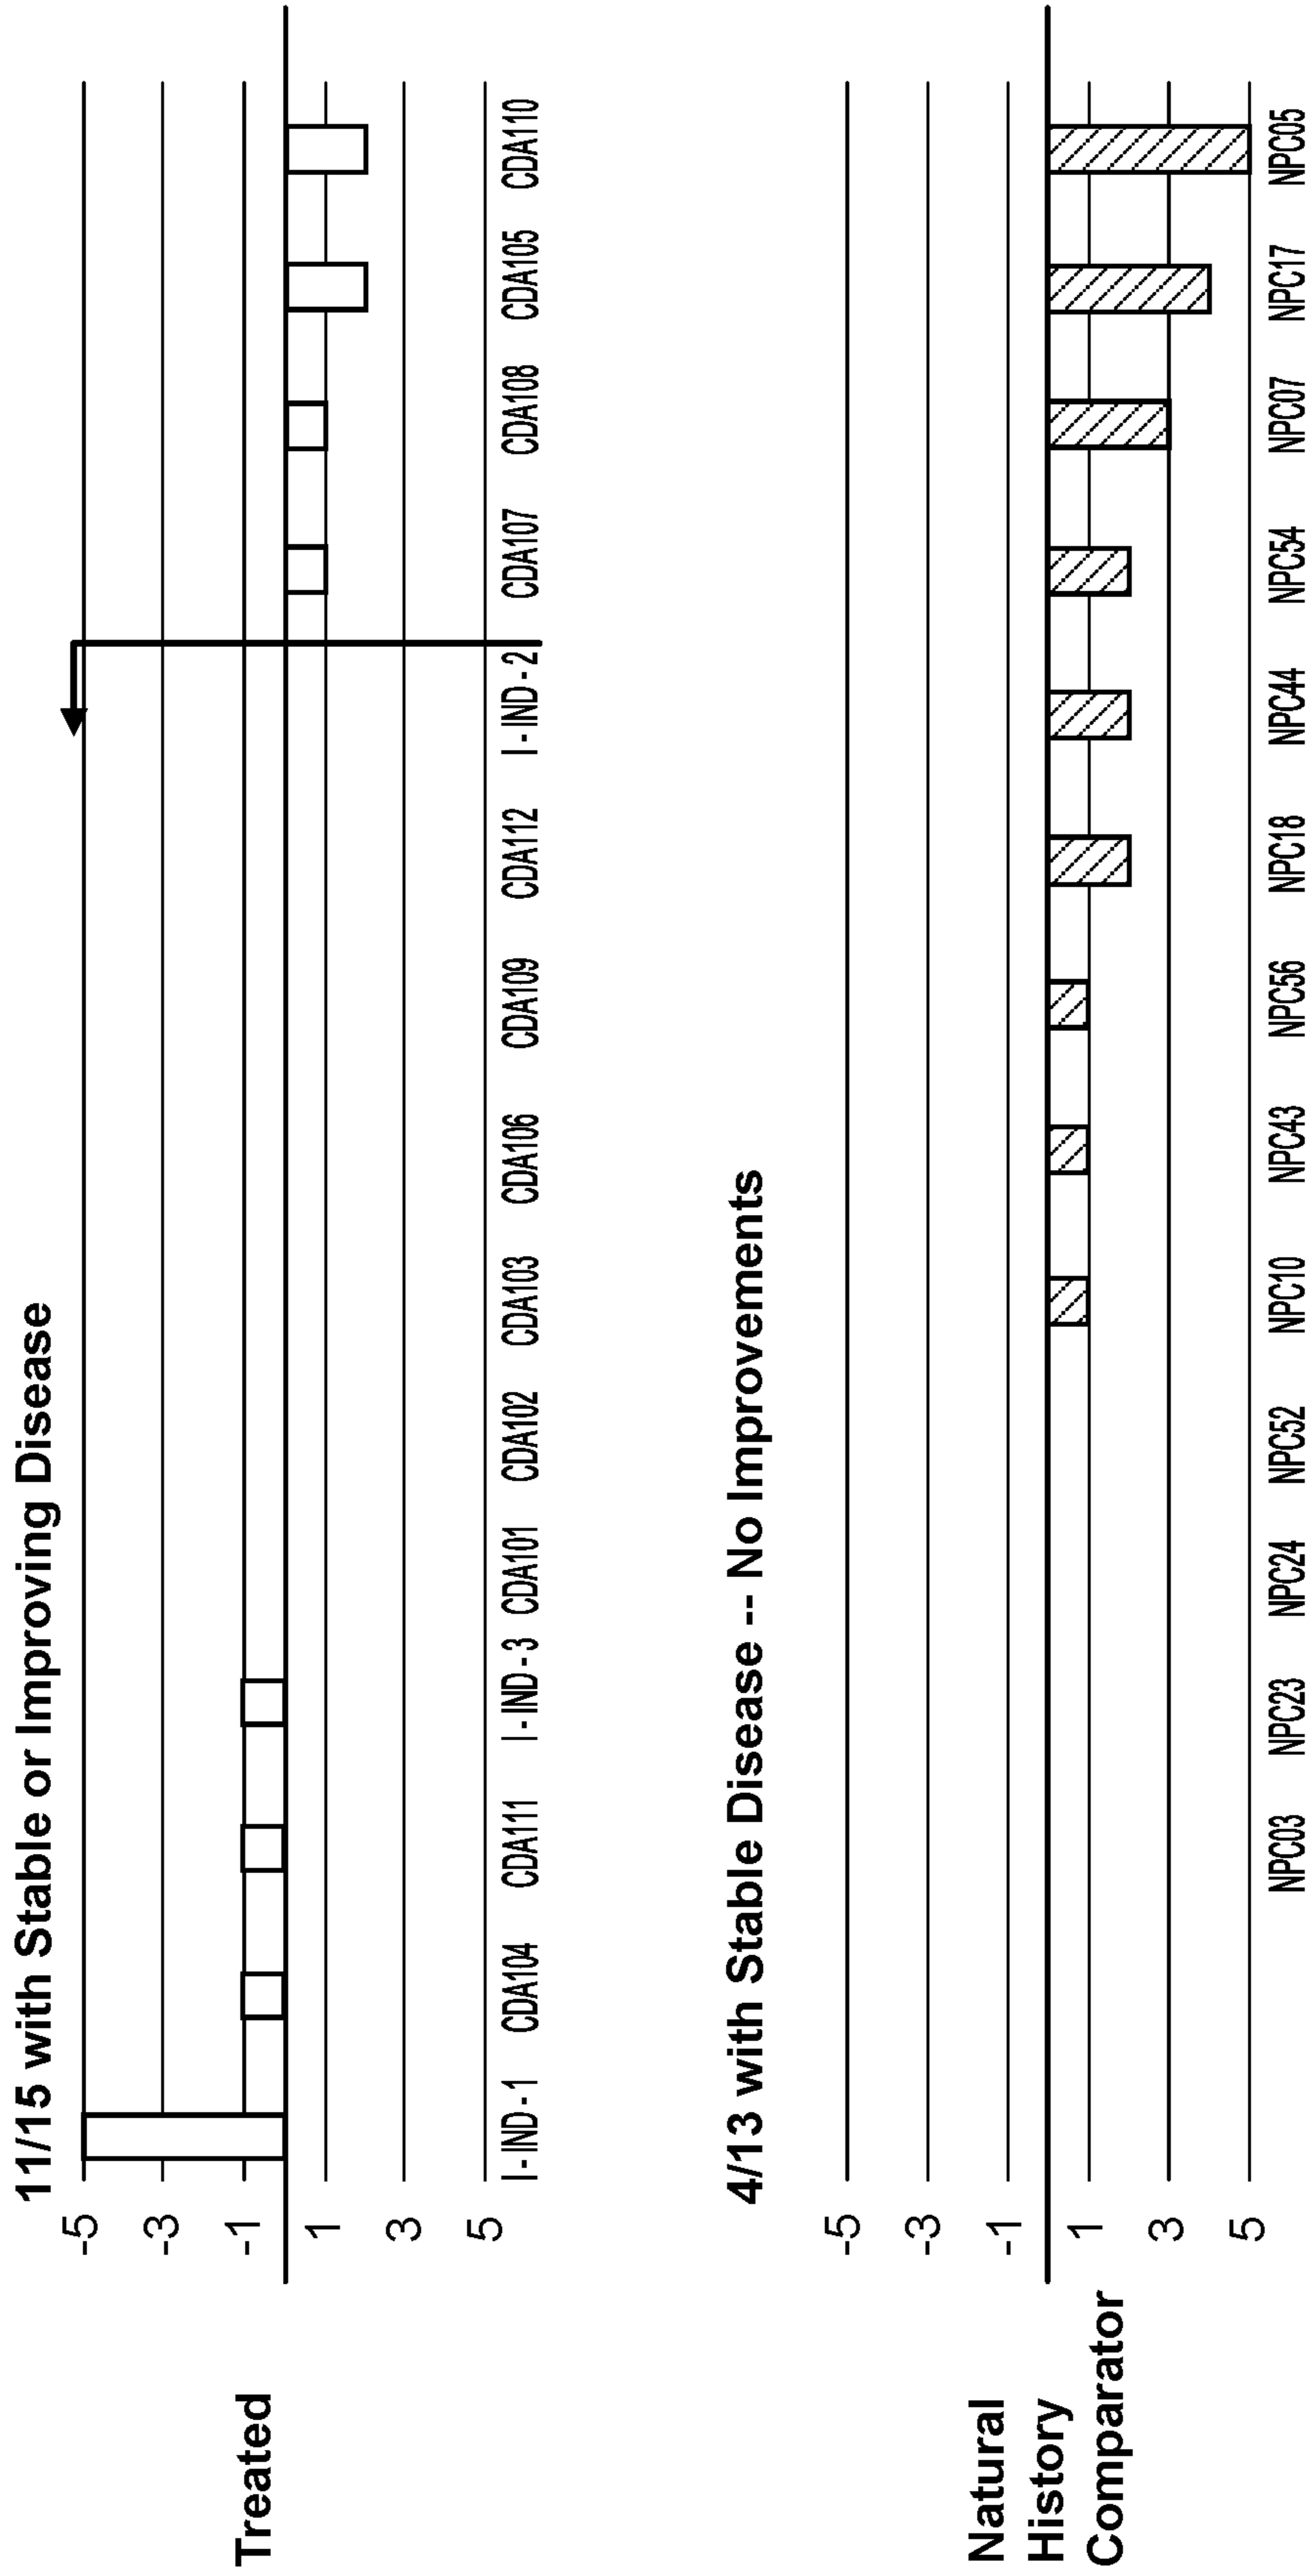 11/15 with Stable or Improving Disease
Treated
-5
-3
-1
1
3
5
I-IND-1 CDA104 CDA111 I-IND-3 CDA101 CDA102 CDA103 CDA106 CDA109 CDA112 I-IND-2 CDA107 CDA108 CDA105 CDA110
4/13 with Stable Disease -- No Improvements
Natural
History
Comparator
-5
-3
-1
1
3
5
NPC03 NPC23 NPC24 NPC52 NPC10 NPC43 NPC56 NPC18 NPC44 NPC54 NPC07 NPC17 NPC05